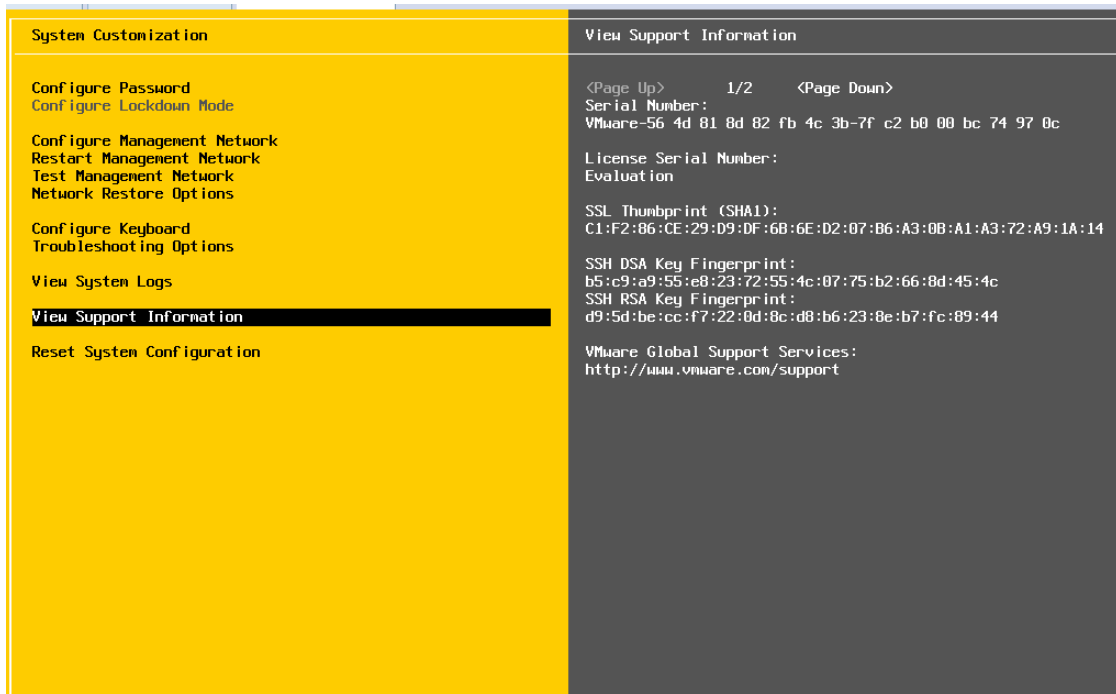 System Customization
Configure Password
Configure Lockdown Mode
Configure Management Network
Restart Management Network
Test Management Network
Network Restore Options
Configure Keyboard
Troubleshooting Options
View System Logs
View Support Information
Reset System Configuration
View Support Information
<Page Up> 1/2 <Page Down>
Serial Number:
VMware-56 4d 81 8d 82 fb 4c 3b-7f c2 b0 00 bc 74 97 0c
License Serial Number:
Evaluation
SSL Thumbprint (SHA1):
C1:F2:86:CE:29:D9:DF:6B:6E:D2:07:B6:A3:0B:A1:A3:72:A9:1A:14
SSH DSA Key Fingerprint:
b5:c9:a9:55:e8:23:72:55:4c:07:75:b2:66:8d:45:4c
SSH RSA Key Fingerprint:
d9:5d:be:cc:f7:22:0d:8c:d8:b6:23:8e:b7:fc:89:44
VMware Global Support Services:
http://www.vmware.com/support